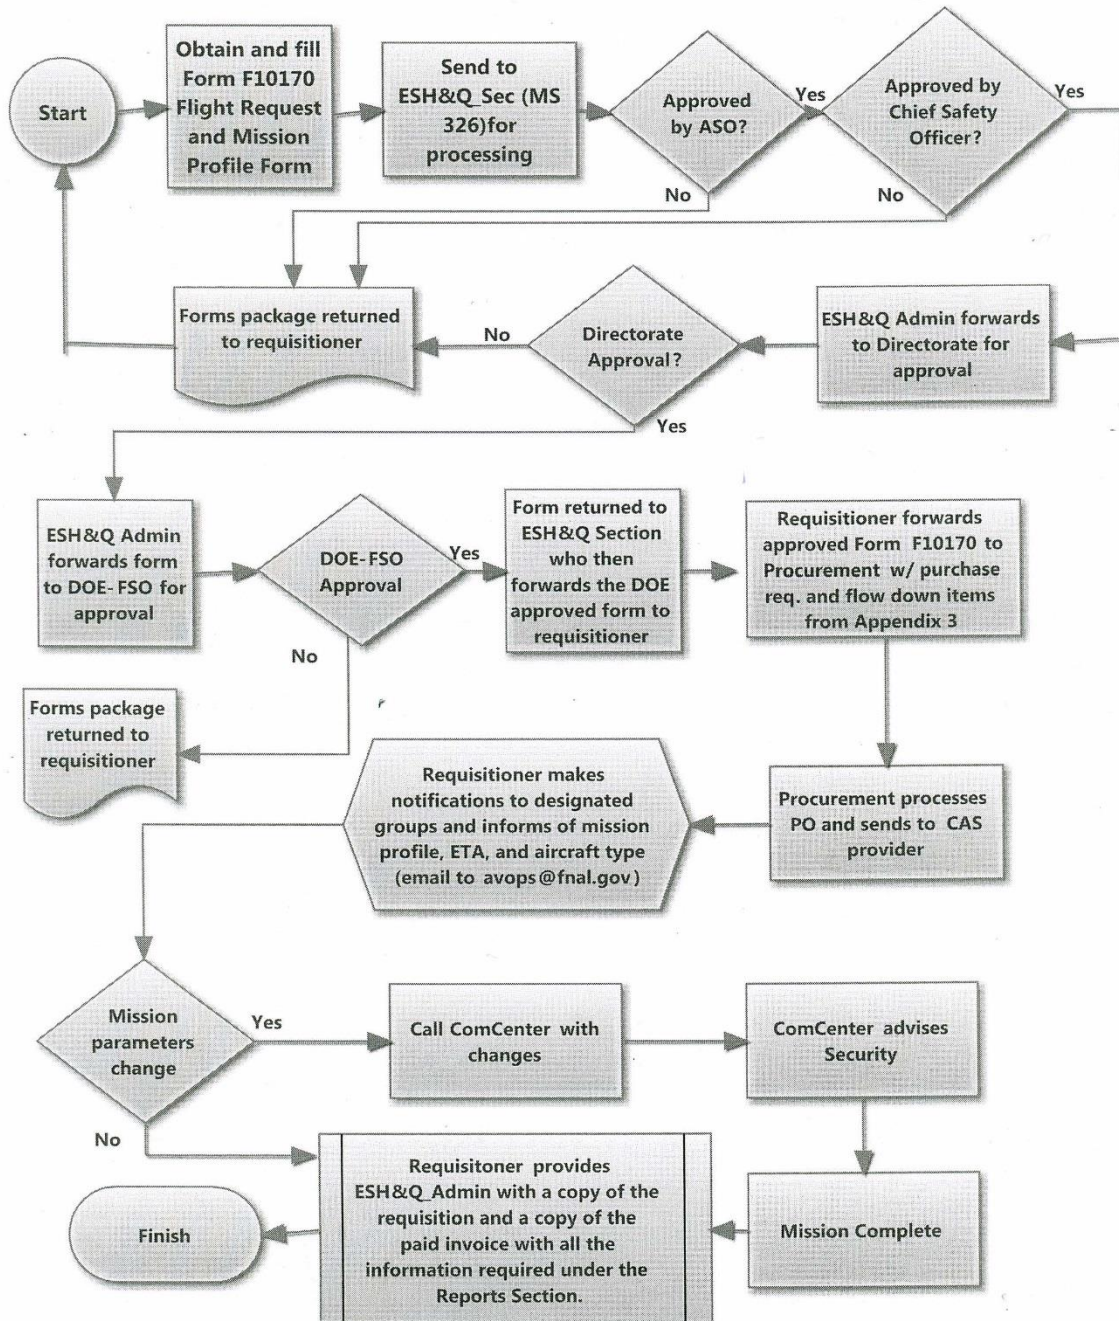 Start
Obtain and fill
Form F10170
Flight Request
and Mission
Profile Form
Send to
ESH&Q_Sec (MS
326)for
processing
Approved
by ASO?
Yes
No
Approved by
Chief Safety
Officer?
Yes
No
Forms package returned
to requisitioner
No
Directorate
Approval?
Yes
ESH&Q Admin forwards
to Directorate for
approval
ESH&Q Admin
forwards form
to DOE-FSO for
approval
DOE-FSO
Approval
Yes
No
Form returned to
ESH&Q Section
who then
forwards the DOE
approved form to
requisitioner
Requisitioner forwards
approved Form F10170 to
Procurement w/ purchase
req. and flow down items
from Appendix 3
Forms package
returned to
requisitioner
Requisitioner makes
notifications to designated
groups and informs of mission
profile, ETA, and aircraft type
(email to avops@fnal.gov)
Procurement processes
PO and sends to CAS
provider
Mission
parameters
change
Yes
No
Call ComCenter with
changes
ComCenter advises
Security
Requisitoner provides
ESH&Q_Admin with a copy of the
requisition and a copy of the
paid invoice with all the
information required under the
Reports Section.
Mission Complete
Finish